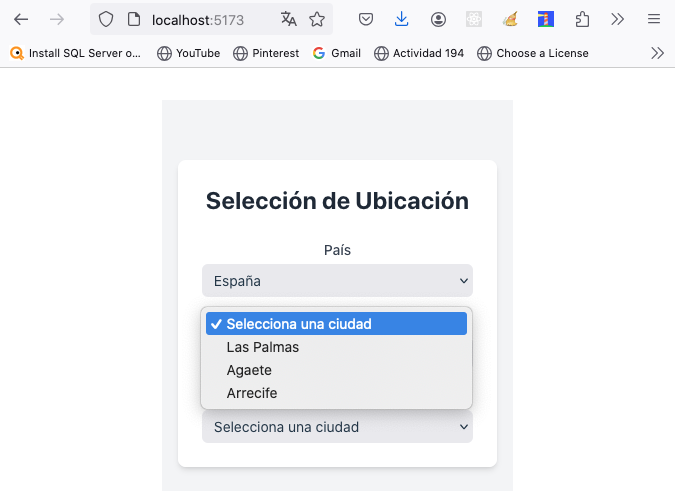 localhost:5173
Install SQL Server o...
YouTube
Pinterest
Gmail
Actividad 194
Choose a License
Selección de Ubicación
País
España
Selecciona una ciudad
Las Palmas
Agaete
Arrecife
Selecciona una ciudad